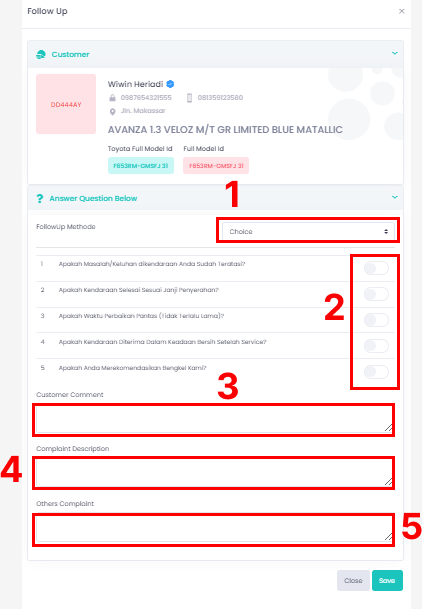 Follow Up
×
Customer
DD444AY
Wiwin Heriadi
0987654321555 081359123580
Jln. Makassar
AVANZA 1.3 VELOZ M/T GR LIMITED BLUE MATALLIC
Toyota Full Model Id Full Model Id
F653RM-GMSFJ 31 F653RM-GMSFJ 31
? Answer Question Below
1
FollowUp Methode
Choice
1 Apakah Masalah/Keluhan dikendaraan Anda Sudah Teratasi?
2 Apakah Kendaraan Selesai Sesuai Janji Penyerahan?
2
3 Apakah Waktu Perbaikan Pantas (Tidak Terlalu Lama)?
4 Apakah Kendaraan Diterima Dalam Keadaan Bersih Setelah Service?
5 Apakah Anda Merekomendasikan Bengkel Kami?
3
Customer Comment
Complaint Description
4
Others Complaint
5
Close Save